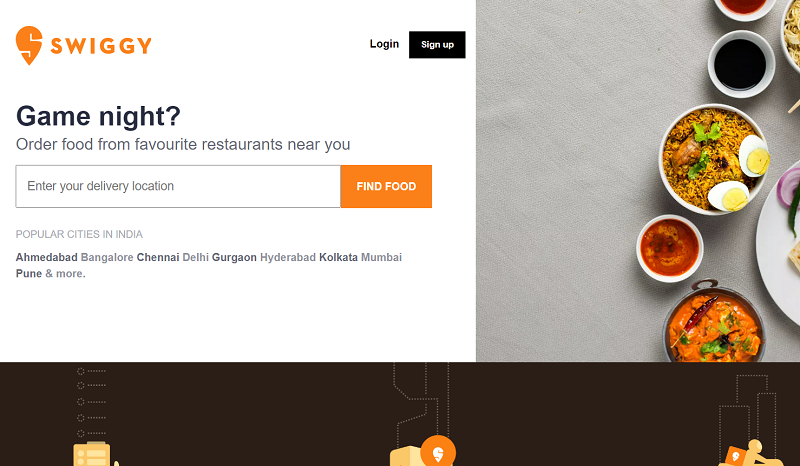 SWIGGY
Login
Sign up
Game night?
Order food from favourite restaurants near you
Enter your delivery location
FIND FOOD
POPULAR CITIES IN INDIA
Ahmedabad Bangalore Chennai Delhi Gurgaon Hyderabad Kolkata Mumbai
Pune & more.